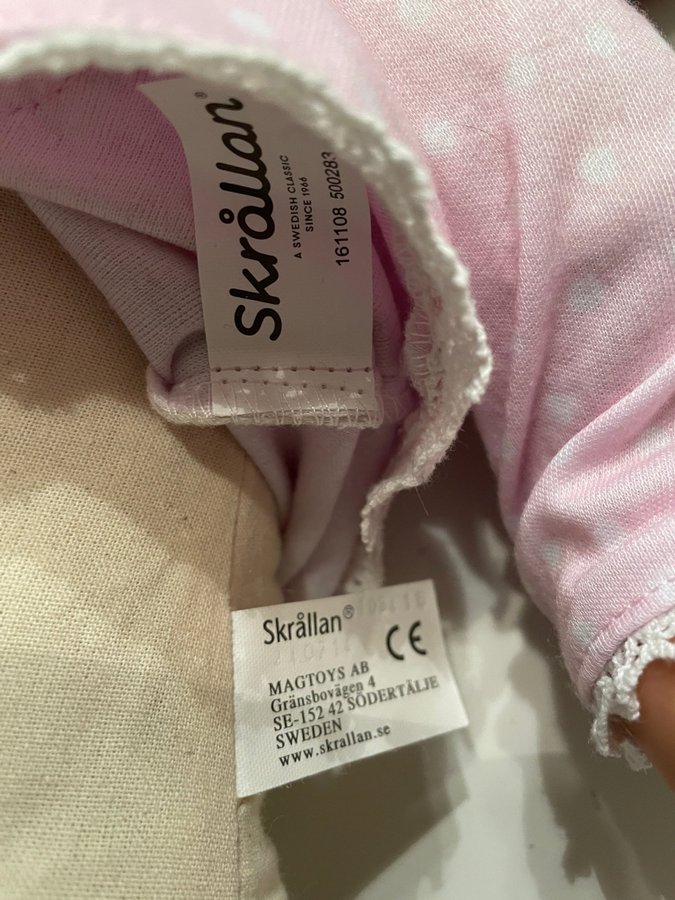 Skrållan®
A SWEDISH CLASSIC
SINCE 1966
161108 500283
Skrållan®
CE
MAGTOYS AB
Gränsbovägen 4
SE-152 42 SÖDERTÄLJE
SWEDEN
www.skrallan.se